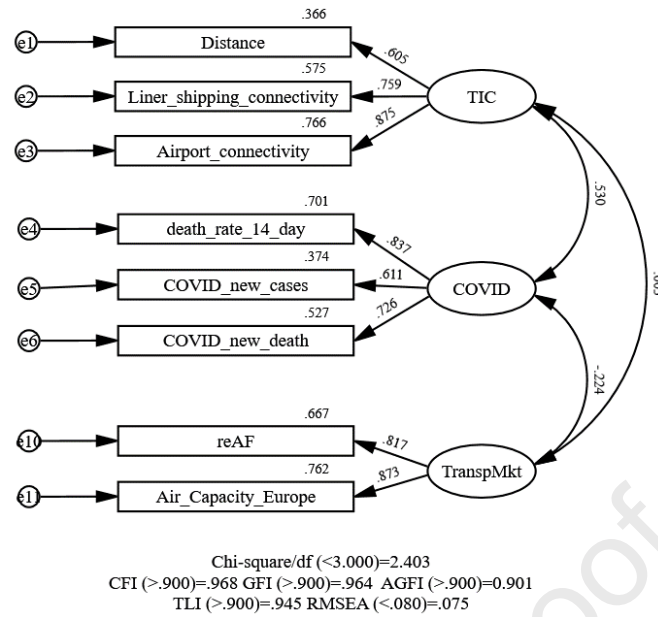 .366
e1 Distance .605
.575
e2 Liner_shipping_connectivity .759 TIC
.766
e3 Airport_connectivity .875
.530
.701
e4 death_rate_14_day .837
.374
e5 COVID_new_cases .611 COVID
.527
e6 COVID_new_death .726
-.224
.667
e10 reAF .817
.762 TranspMkt
e11 Air_Capacity_Europe .873
Chi-square/df (<3.000)=2.403
CFI (>.900)=.968 GFI (>.900)=.964 AGFI (>.900)=0.901
TLI (>.900)=.945 RMSEA (<.080)=.075